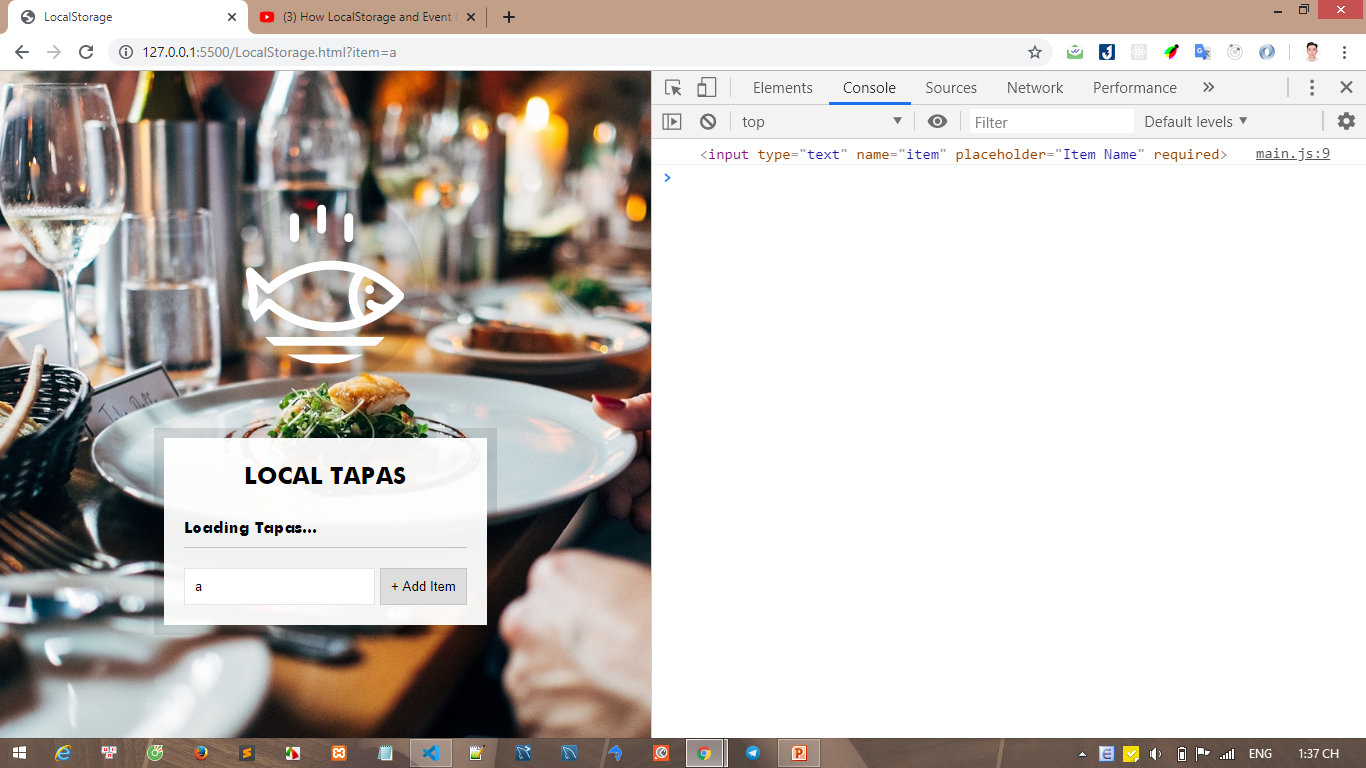 LocalStorage
(3) How LocalStorage and Event
127.0.0.1:5500/LocalStorage.html?item=a
Elements Console Sources Network Performance
top Filter Default levels
<input type="text" name="item" placeholder="Item Name" required> main.js:9
LOCAL TAPAS
Loading Tapas...
a + Add Item
ENG 1:37 CH